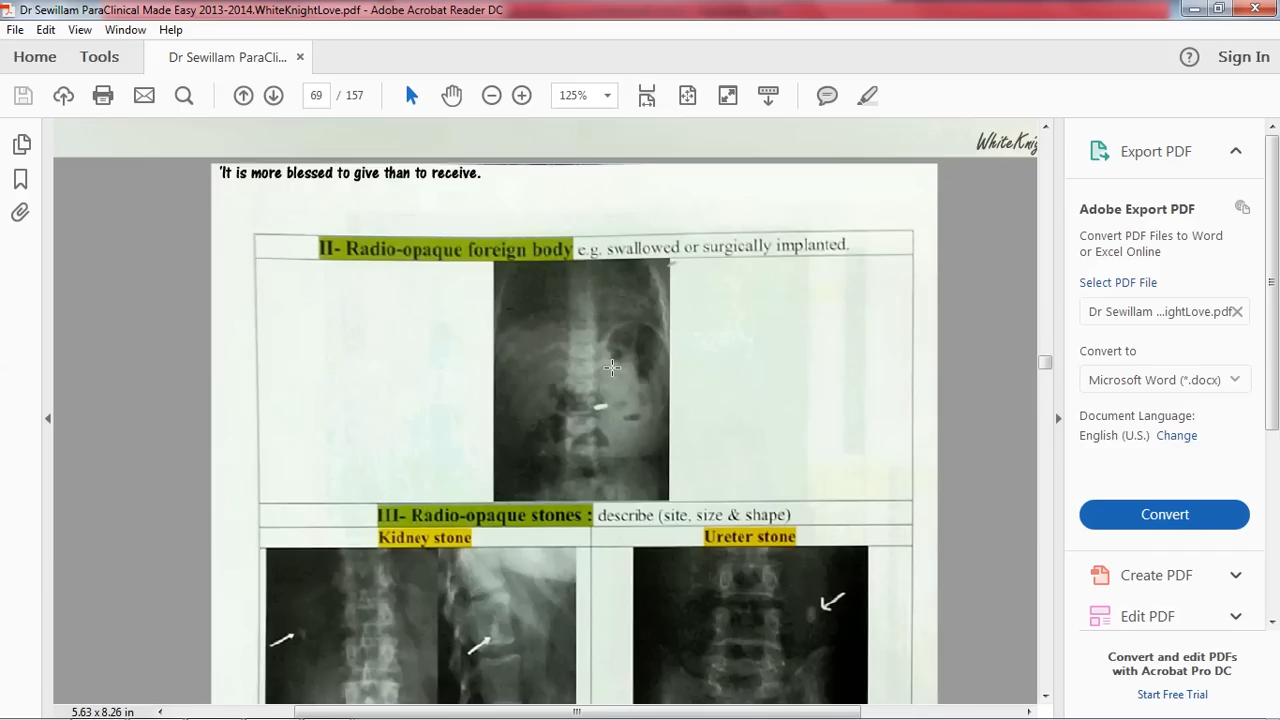 Dr Sewillam ParaClinical Made Easy 2013-2014.WhiteKnightLove.pdf - Adobe Acrobat Reader DC
File Edit View Window Help
Home Tools Dr Sewillam ParaCli... × Sign In
69 / 157 125%
'It is more blessed to give than to receive.
II- Radio-opaque foreign body e.g. swallowed or surgically implanted.
III- Radio-opaque stones : describe (site, size & shape)
Kidney stone Ureter stone
Export PDF
Adobe Export PDF
Convert PDF Files to Word
or Excel Online
Select PDF File
Dr Sewillam ...ightLove.pdf
Convert to
Microsoft Word (*.docx)
Document Language:
English (U.S.) Change
Convert
Create PDF
Edit PDF
Convert and edit PDFs
with Acrobat Pro DC
Start Free Trial
5.63 x 8.26 in